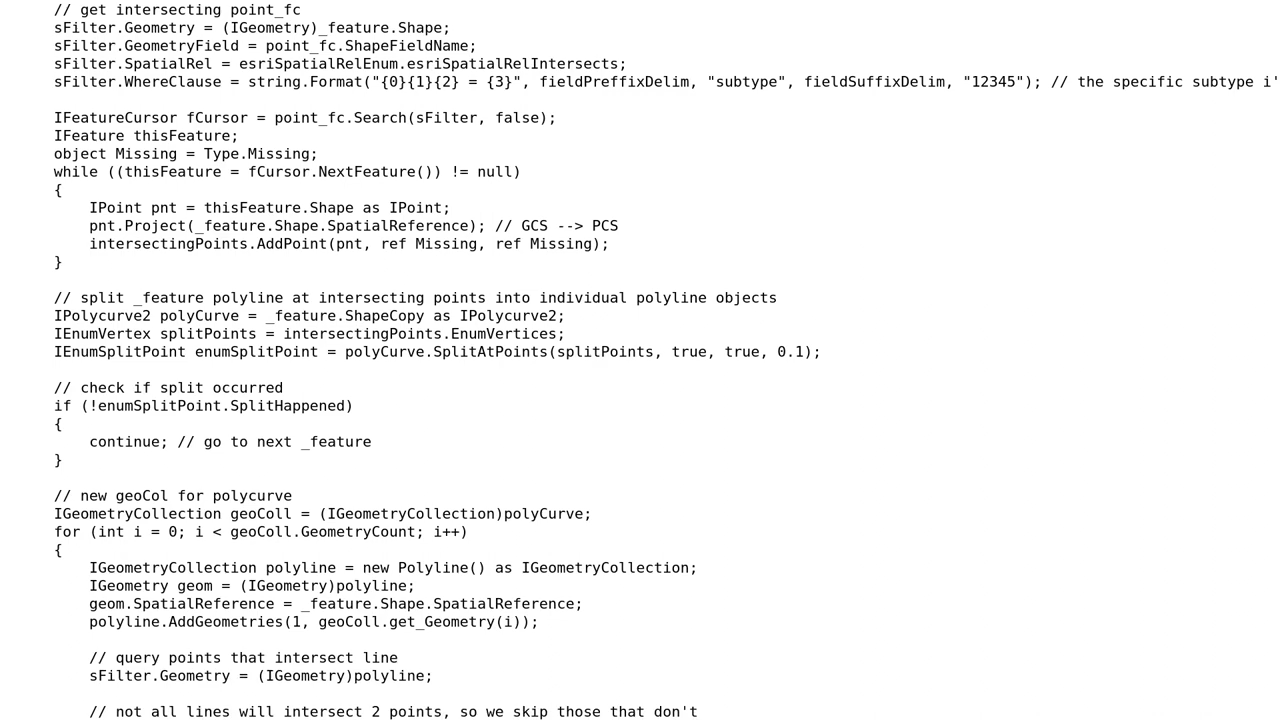 // get intersecting point_fc
sFilter.Geometry = (IGeometry)_feature.Shape;
sFilter.GeometryField = point_fc.ShapeFieldName;
sFilter.SpatialRel = esriSpatialRelEnum.esriSpatialRelIntersects;
sFilter.WhereClause = string.Format("{0}{1}{2} = {3}", fieldPreffixDelim, "subtype", fieldSuffixDelim, "12345"); // the specific subtype i'
IFeatureCursor fCursor = point_fc.Search(sFilter, false);
IFeature thisFeature;
object Missing = Type.Missing;
while ((thisFeature = fCursor.NextFeature()) != null)
{
IPoint pnt = thisFeature.Shape as IPoint;
pnt.Project(_feature.Shape.SpatialReference); // GCS --> PCS
intersectingPoints.AddPoint(pnt, ref Missing, ref Missing);
}
// split _feature polyline at intersecting points into individual polyline objects
IPolycurve2 polyCurve = _feature.ShapeCopy as IPolycurve2;
IEnumVertex splitPoints = intersectingPoints.EnumVertices;
IEnumSplitPoint enumSplitPoint = polyCurve.SplitAtPoints(splitPoints, true, true, 0.1);
// check if split occurred
if (!enumSplitPoint.SplitHappened)
{
continue; // go to next _feature
}
// new geoCol for polycurve
IGeometryCollection geoColl = (IGeometryCollection)polyCurve;
for (int i = 0; i < geoColl.GeometryCount; i++)
{
IGeometryCollection polyline = new Polyline() as IGeometryCollection;
IGeometry geom = (IGeometry)polyline;
geom.SpatialReference = _feature.Shape.SpatialReference;
polyline.AddGeometries(1, geoColl.get_Geometry(i));
// query points that intersect line
sFilter.Geometry = (IGeometry)polyline;
// not all lines will intersect 2 points, so we skip those that don't